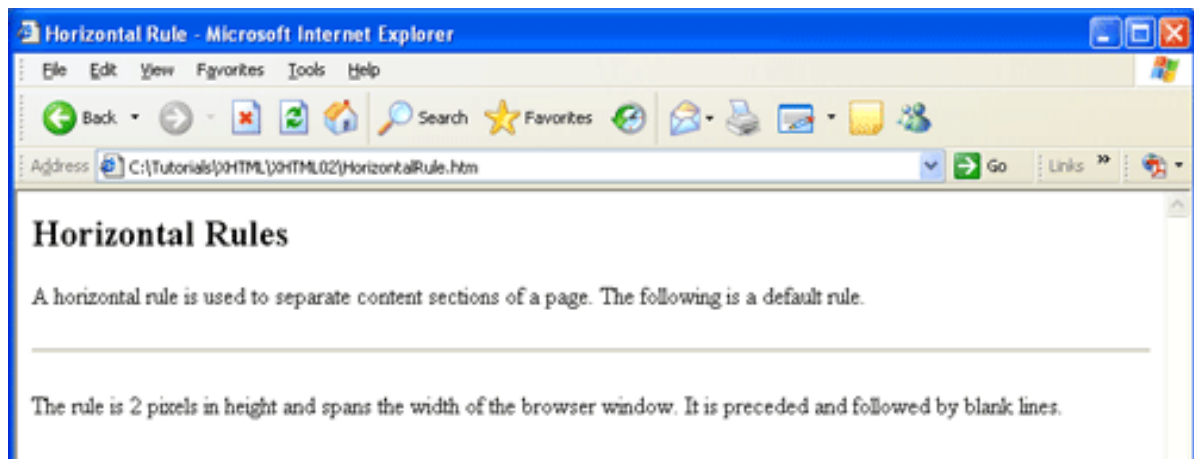 Horizontal Rule - Microsoft Internet Explorer
File Edit View Favorites Tools Help
Back Search Favorites
Address C:\Tutorials\XHTML\XHTML02\HorizontalRule.htm Go Links »
Horizontal Rules
A horizontal rule is used to separate content sections of a page. The following is a default rule.
The rule is 2 pixels in height and spans the width of the browser window. It is preceded and followed by blank lines.